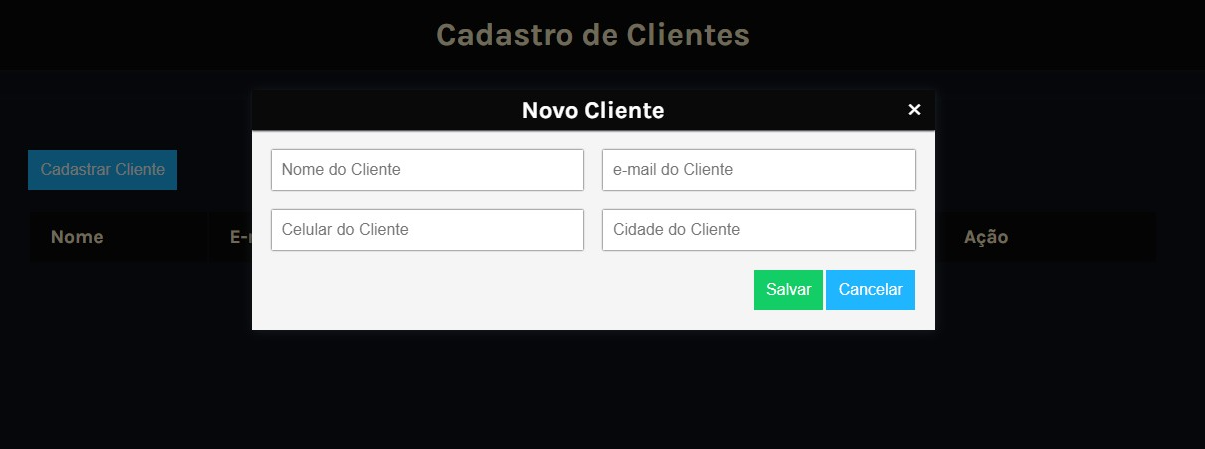 Cadastro de Clientes
Novo Cliente ×
Nome do Cliente e-mail do Cliente
Cadastrar Cliente
Celular do Cliente Cidade do Cliente
Nome Ação
Salvar Cancelar